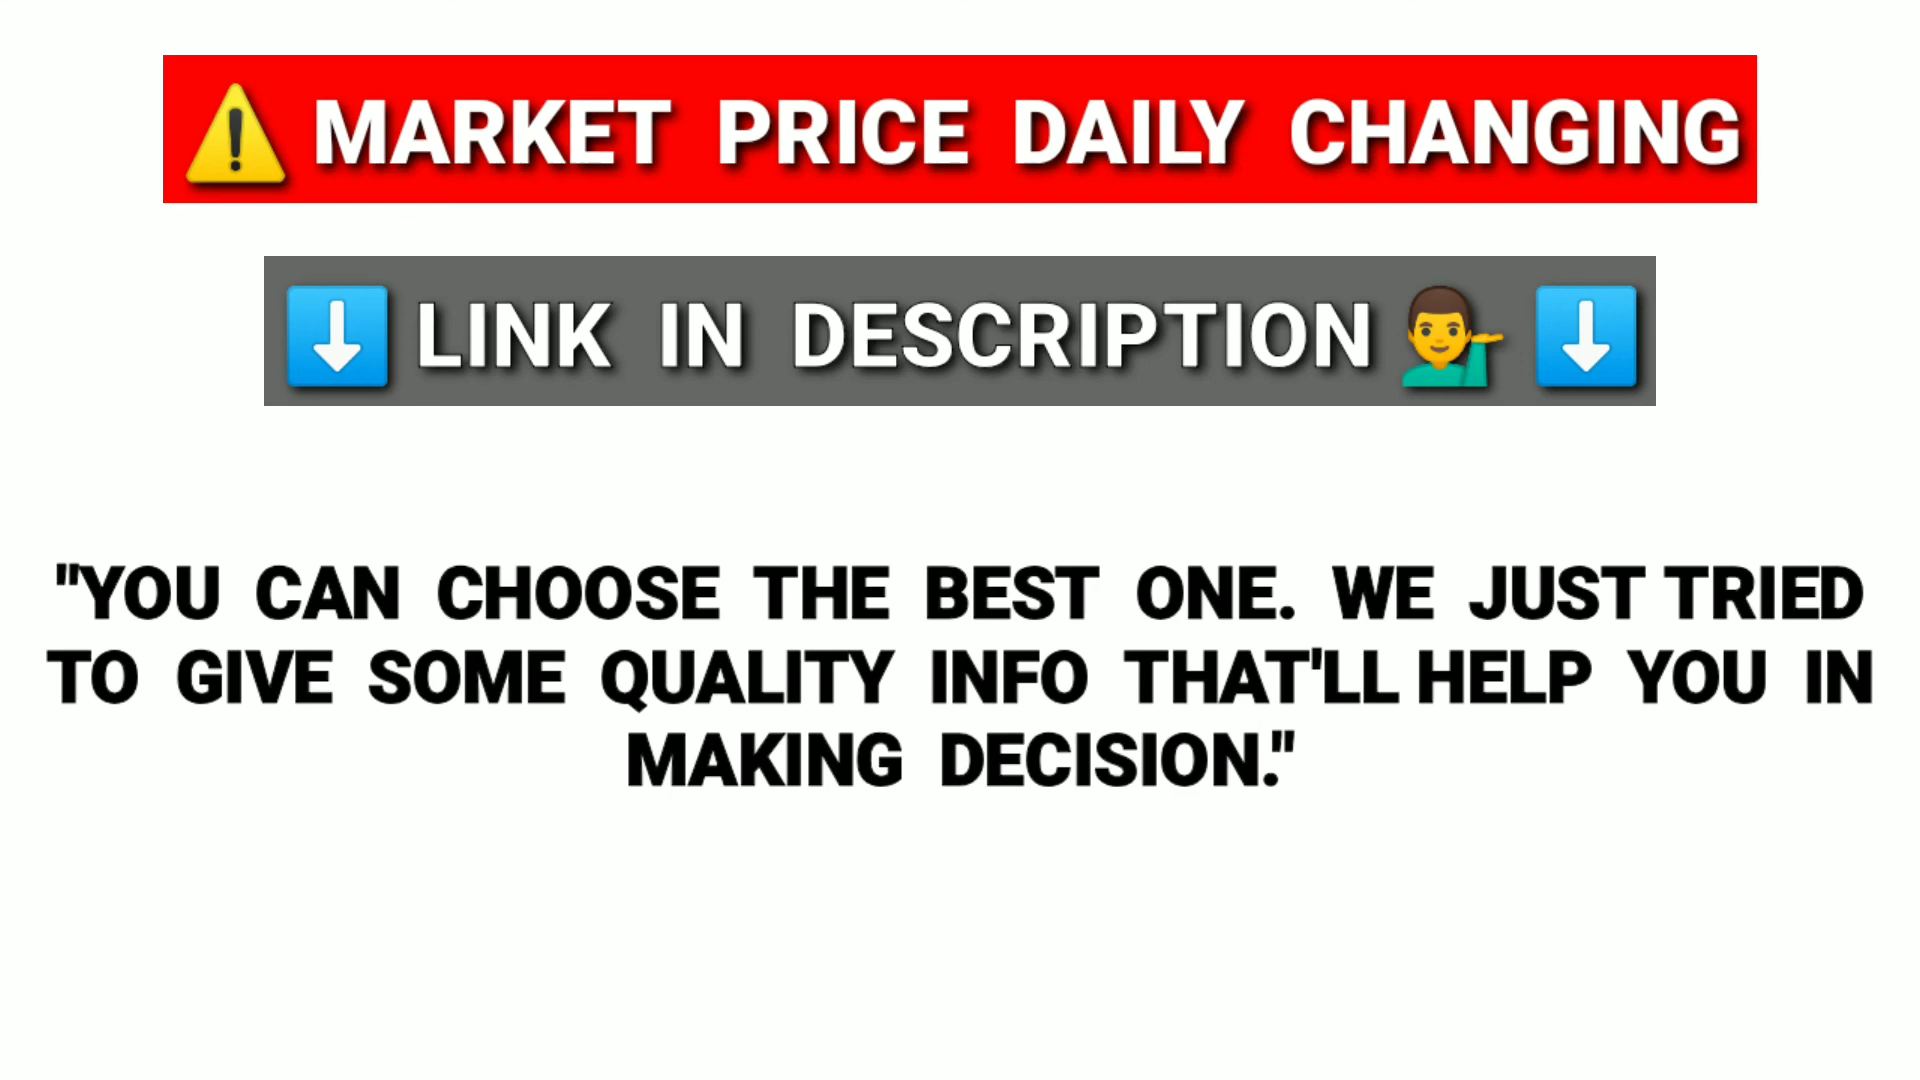 ⚠️ MARKET PRICE DAILY CHANGING
⬇️ LINK IN DESCRIPTION 💁‍♂️ ⬇️
"YOU CAN CHOOSE THE BEST ONE. WE JUST TRIED
TO GIVE SOME QUALITY INFO THAT'LL HELP YOU IN
MAKING DECISION."